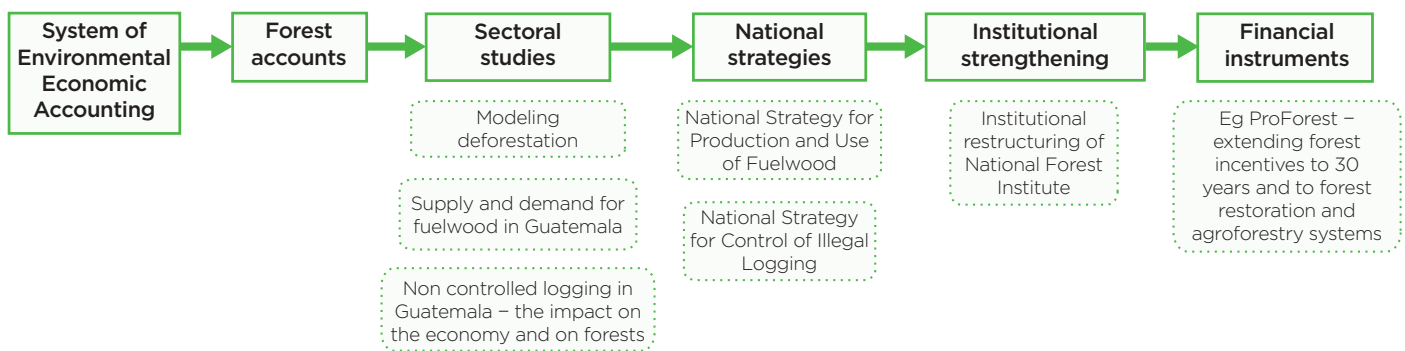 System of
Environmental
Economic
Accounting
Forest
accounts
Sectoral
studies
National
strategies
Institutional
strengthening
Financial
instruments
Modeling
deforestation
Supply and demand for
fuelwood in Guatemala
Non controlled logging in
Guatemala – the impact on
the economy and on forests
National Strategy for
Production and Use
of Fuelwood
National Strategy
for Control of Illegal
Logging
Institutional
restructuring of
National Forest
Institute
Eg ProForest –
extending forest
incentives to 30
years and to forest
restoration and
agroforestry systems